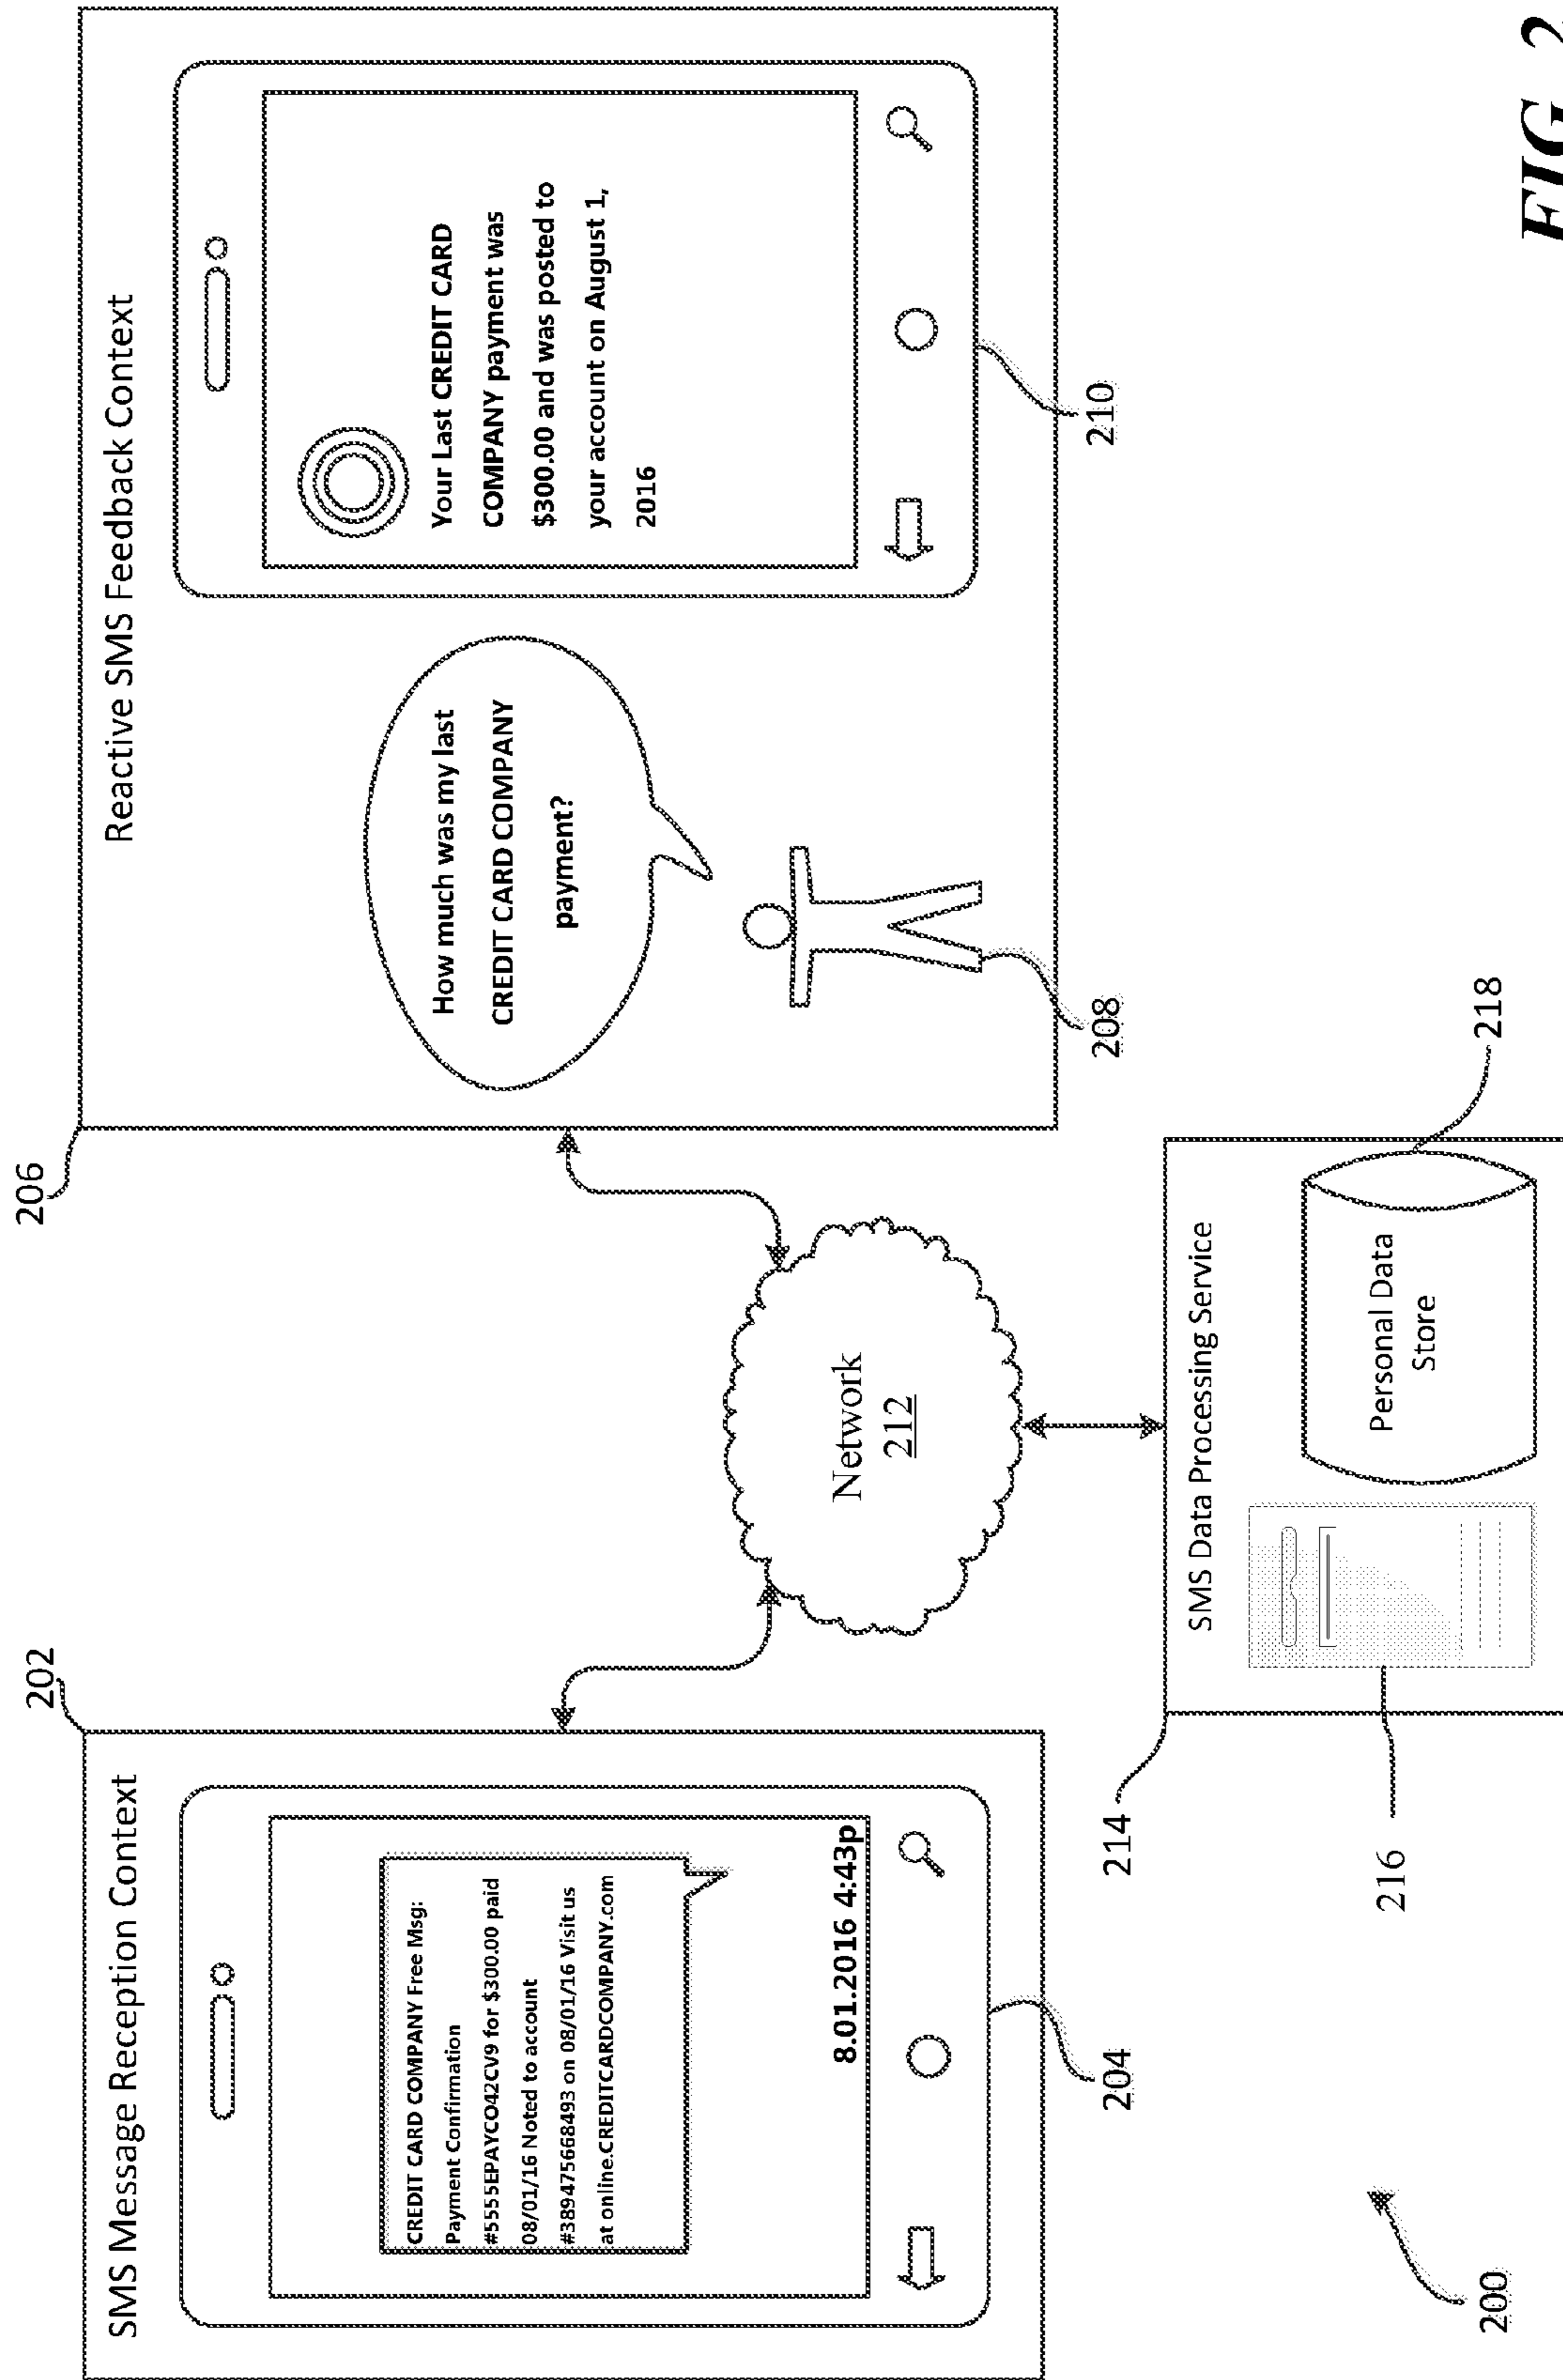 SMS Message Reception Context
202
CREDIT CARD COMPANY Free Msg:
Payment Confirmation
#5555EPAYCO42CV9 for $300.00 paid
08/01/16 Noted to account
#389475668493 on 08/01/16 Visit us
at online.CREDITCARDCOMPANY.com
8.01.2016 4:43p
204
206
Reactive SMS Feedback Context
How much was my last
CREDIT CARD COMPANY
payment?
208
Your Last CREDIT CARD
COMPANY payment was
$300.00 and was posted to
your account on August 1,
2016
210
Network
212
214
SMS Data Processing Service
216
Personal Data
Store
218
200
FIG. 2